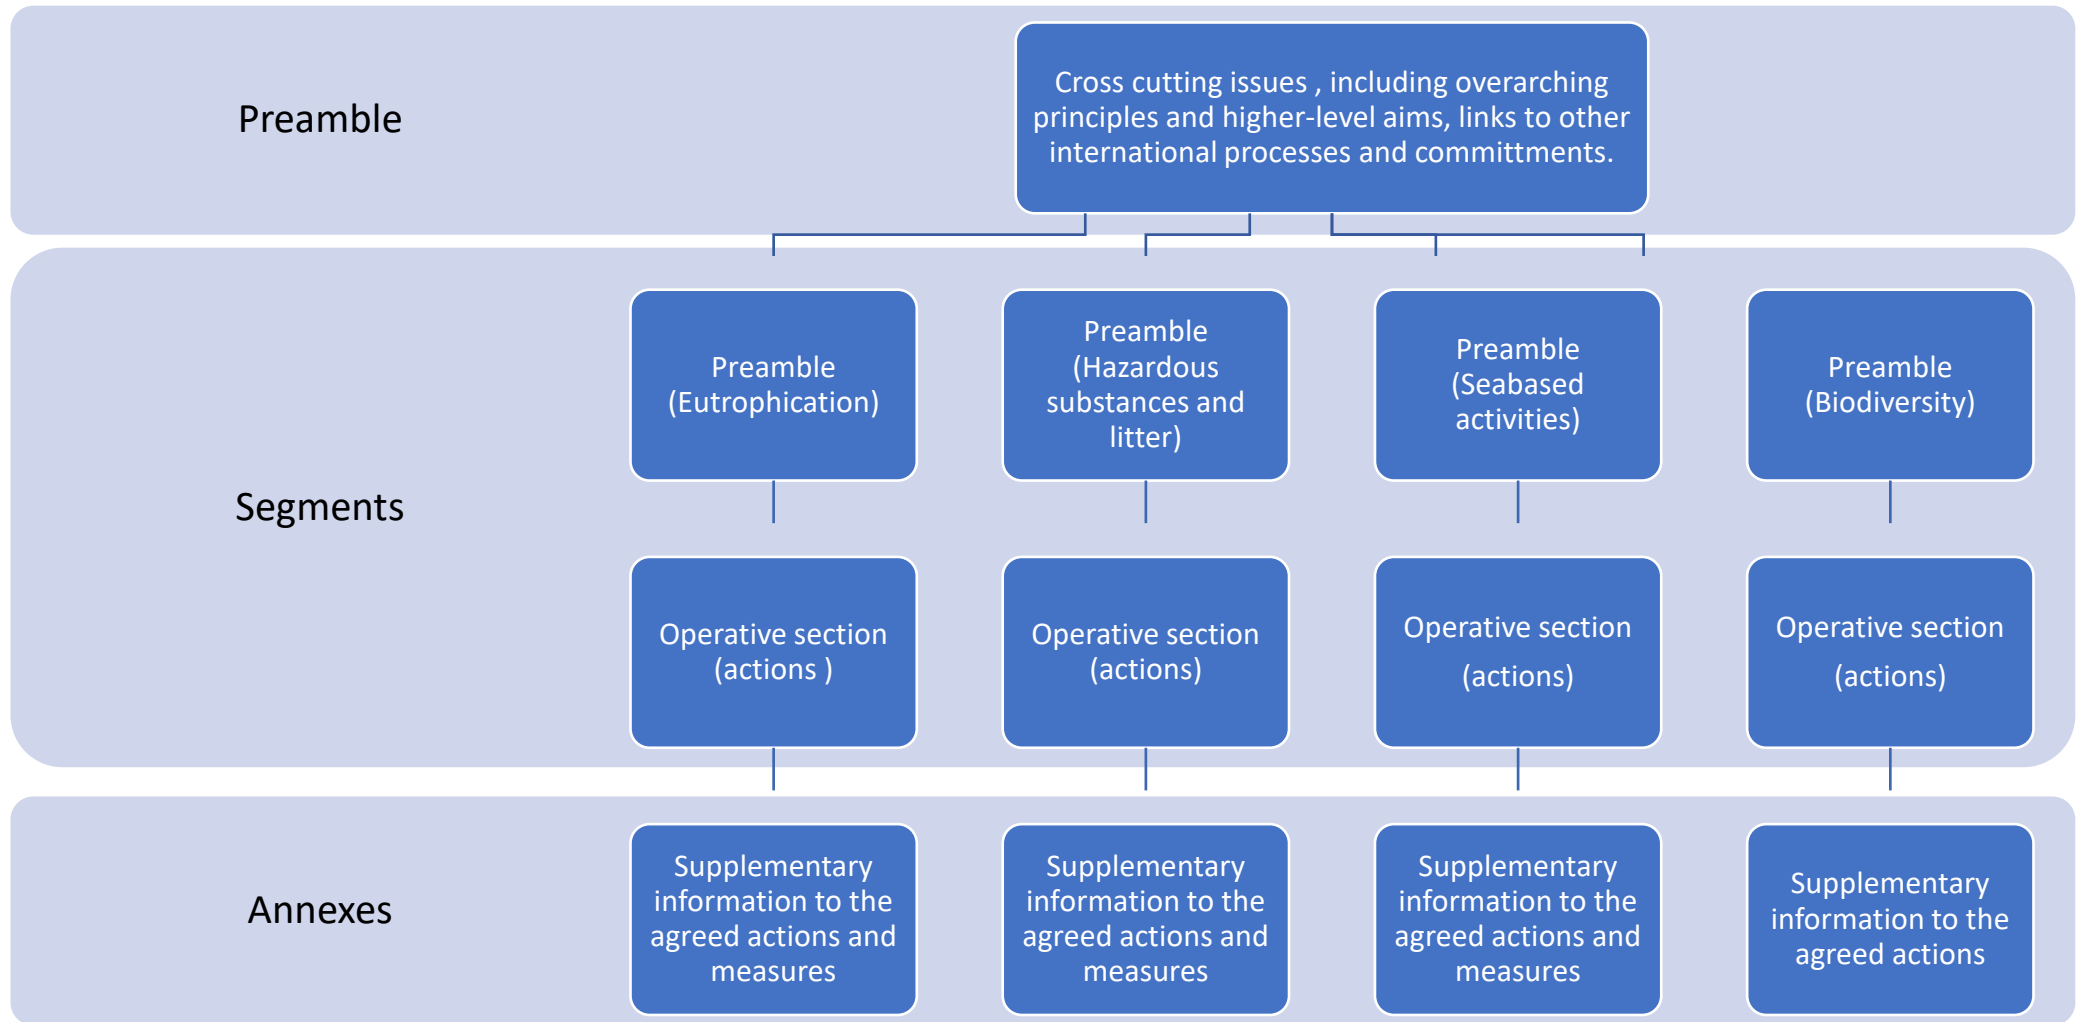 Preamble
Cross cutting issues , including overarching
principles and higher-level aims, links to other
international processes and committments.
Segments
Preamble
(Eutrophication)
Preamble
(Hazardous
substances and
litter)
Preamble
(Seabased
activities)
Preamble
(Biodiversity)
Operative section
(actions )
Operative section
(actions)
Operative section
(actions)
Operative section
(actions)
Annexes
Supplementary
information to the
agreed actions and
measures
Supplementary
information to the
agreed actions and
measures
Supplementary
information to the
agreed actions and
measures
Supplementary
information to the
agreed actions